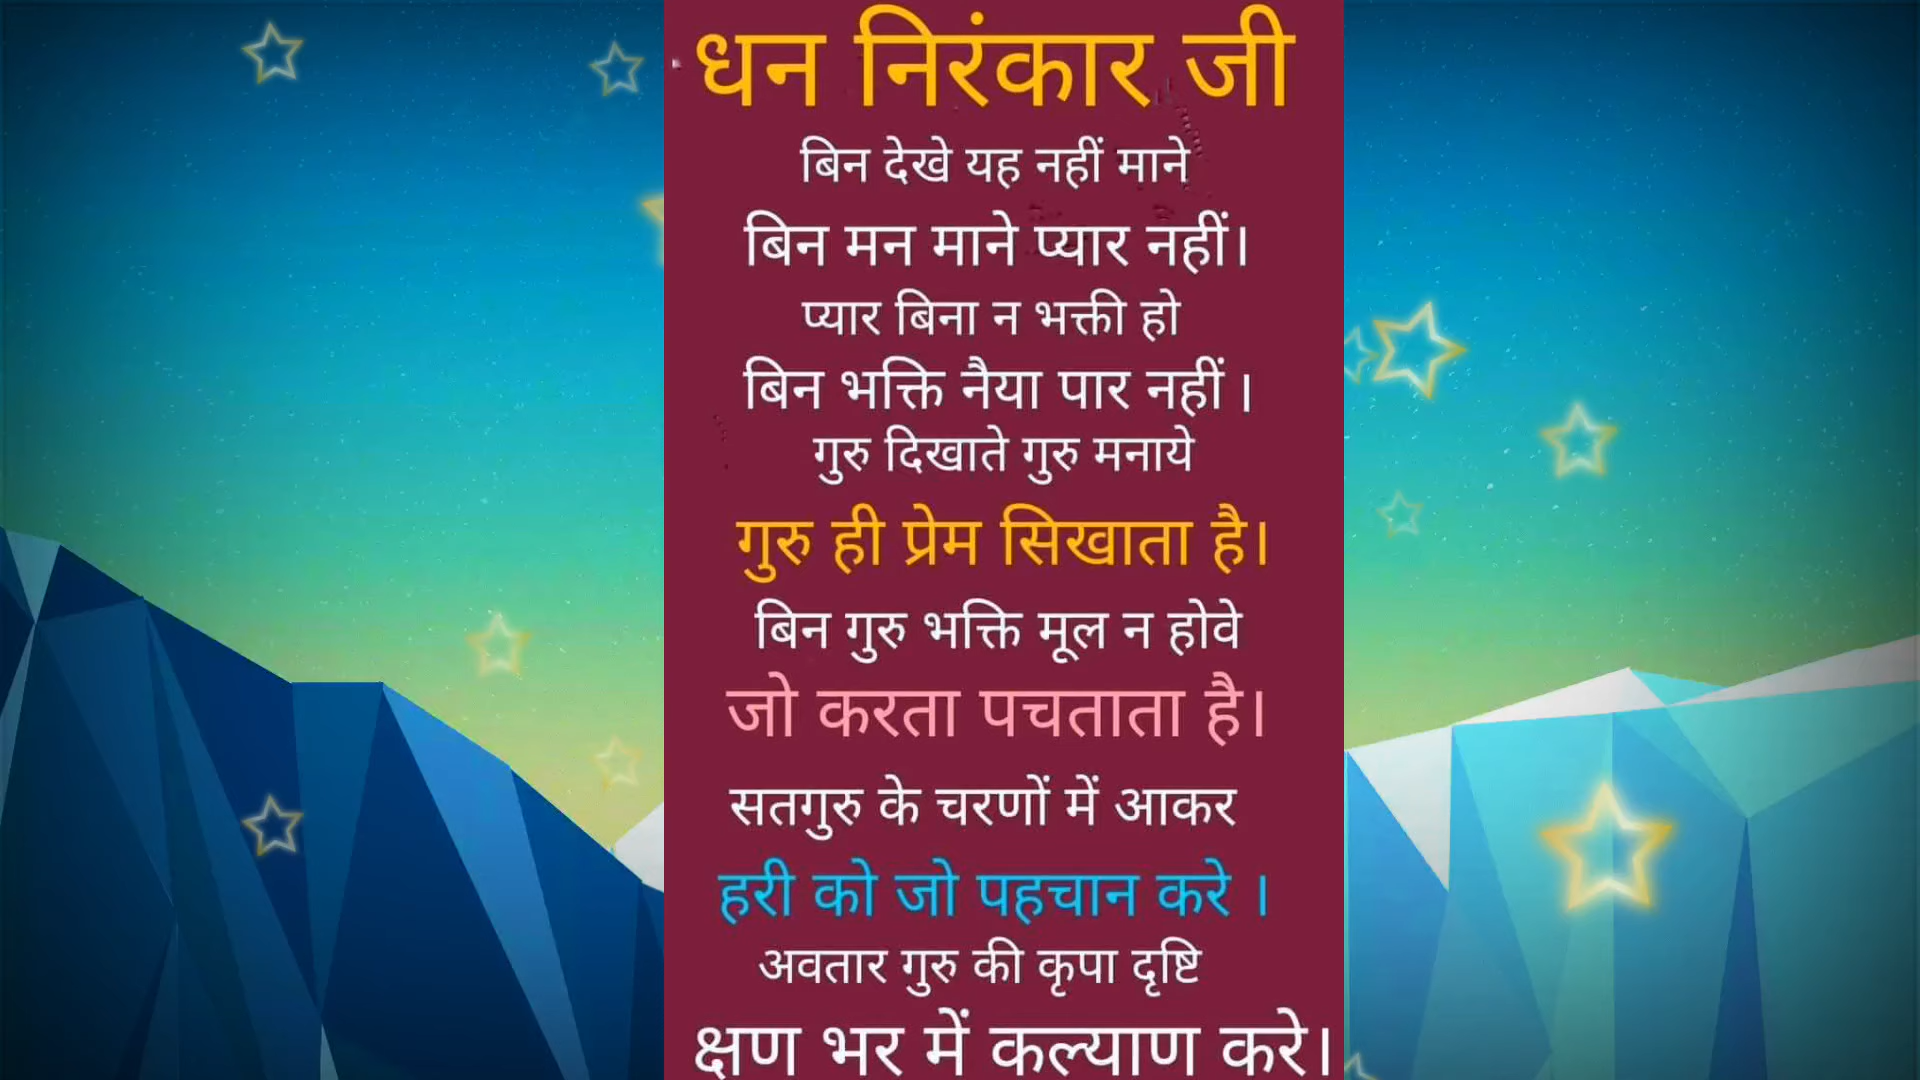 धन निरंकार जी
बिन देखे यह नहीं माने
बिन मन माने प्यार नहीं।
प्यार बिना न भक्ती हो
बिन भक्ति नैया पार नहीं ।
गुरु दिखाते गुरु मनाये
गुरु ही प्रेम सिखाता है।
बिन गुरु भक्ति मूल न होवे
जो करता पचताता है।
सतगुरु के चरणों में आकर
हरी को जो पहचान करे ।
अवतार गुरु की कृपा दृष्टि
क्षण भर में कल्याण करे।